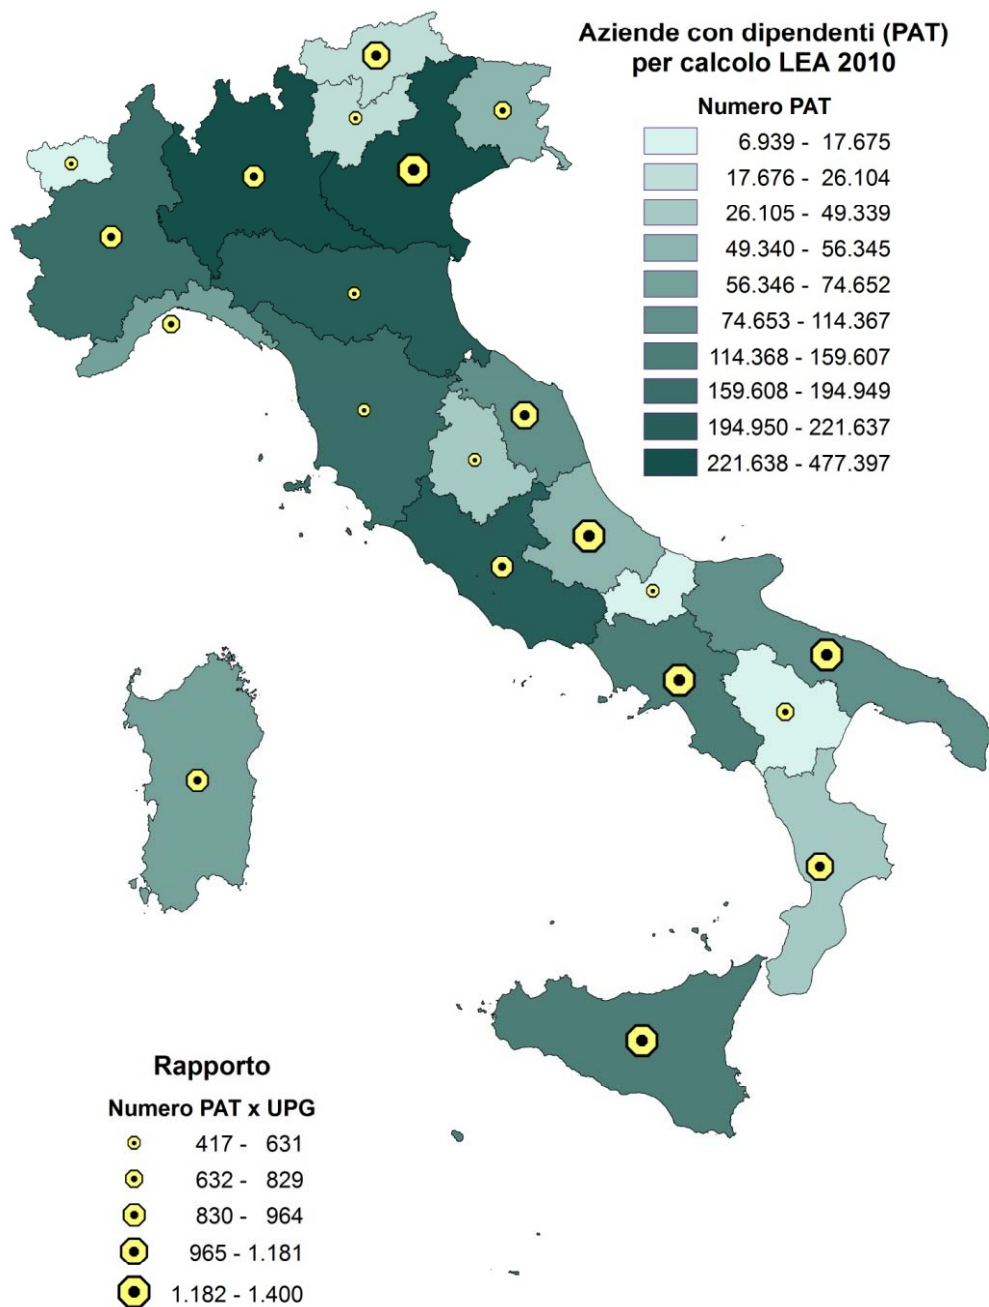 Aziende con dipendenti (PAT)
per calcolo LEA 2010
Numero PAT
6.939 - 17.675
17.676 - 26.104
26.105 - 49.339
49.340 - 56.345
56.346 - 74.652
74.653 - 114.367
114.368 - 159.607
159.608 - 194.949
194.950 - 221.637
221.638 - 477.397
Rapporto
Numero PAT x UPG
417 - 631
632 - 829
830 - 964
965 - 1.181
1.182 - 1.400